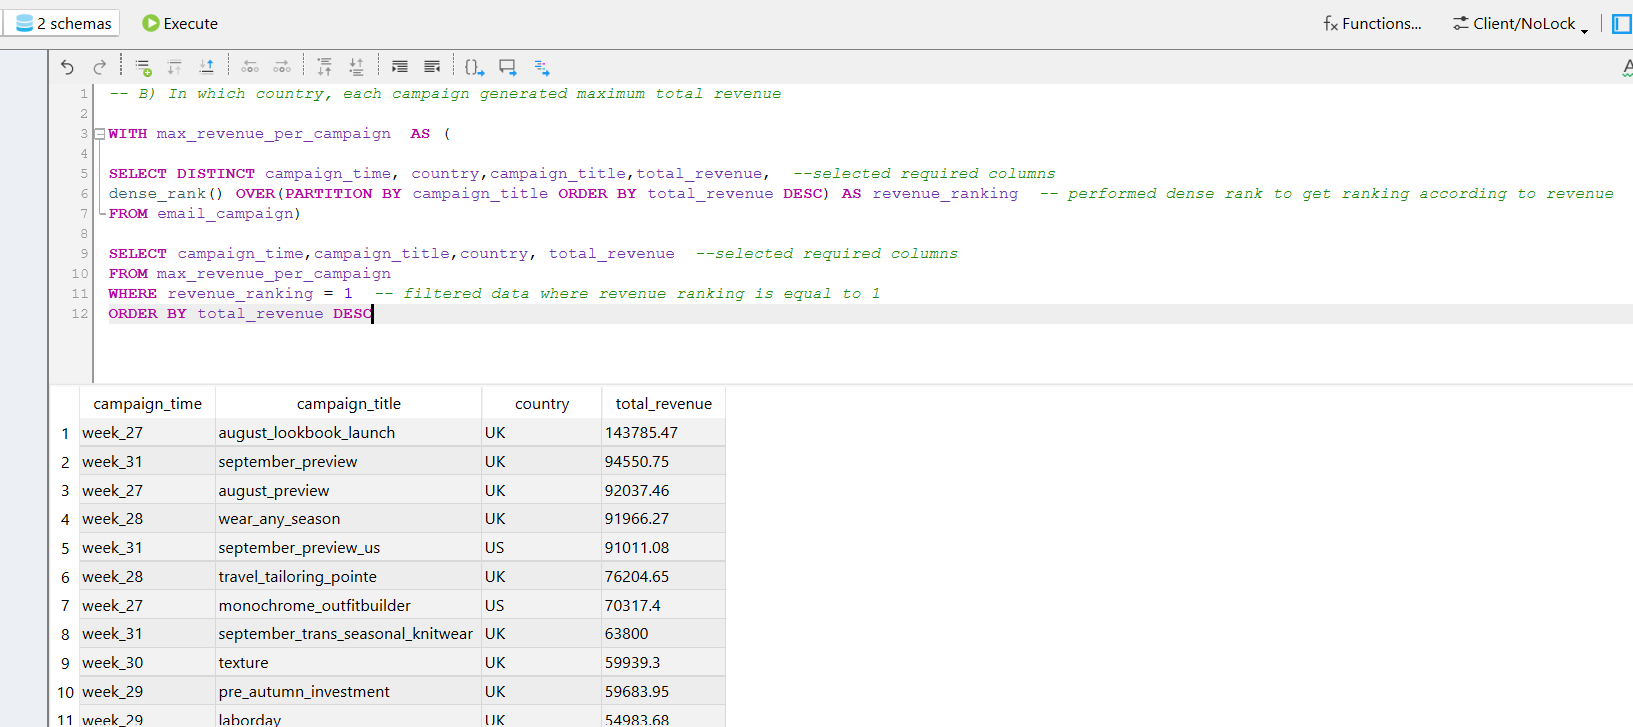 2 schemas Execute Functions... Client/NoLock
1 -- B) In which country, each campaign generated maximum total revenue
2
3 WITH max_revenue_per_campaign  AS (
4
5 SELECT DISTINCT campaign_time, country,campaign_title,total_revenue,  --selected required columns
6 dense_rank() OVER(PARTITION BY campaign_title ORDER BY total_revenue DESC) AS revenue_ranking  -- performed dense rank to get ranking according to revenue
7 FROM email_campaign)
8
9 SELECT campaign_time,campaign_title,country, total_revenue  --selected required columns
10 FROM max_revenue_per_campaign
11 WHERE revenue_ranking = 1  -- filtered data where revenue ranking is equal to 1
12 ORDER BY total_revenue DESC
campaign_time campaign_title country total_revenue
1 week_27 august_lookbook_launch UK 143785.47
2 week_31 september_preview UK 94550.75
3 week_27 august_preview UK 92037.46
4 week_28 wear_any_season UK 91966.27
5 week_31 september_preview_us US 91011.08
6 week_28 travel_tailoring_pointe UK 76204.65
7 week_27 monochrome_outfitbuilder US 70317.4
8 week_31 september_trans_seasonal_knitwear UK 63800
9 week_30 texture UK 59939.3
10 week_29 pre_autumn_investment UK 59683.95
11 week_29 laborday UK 54983.68